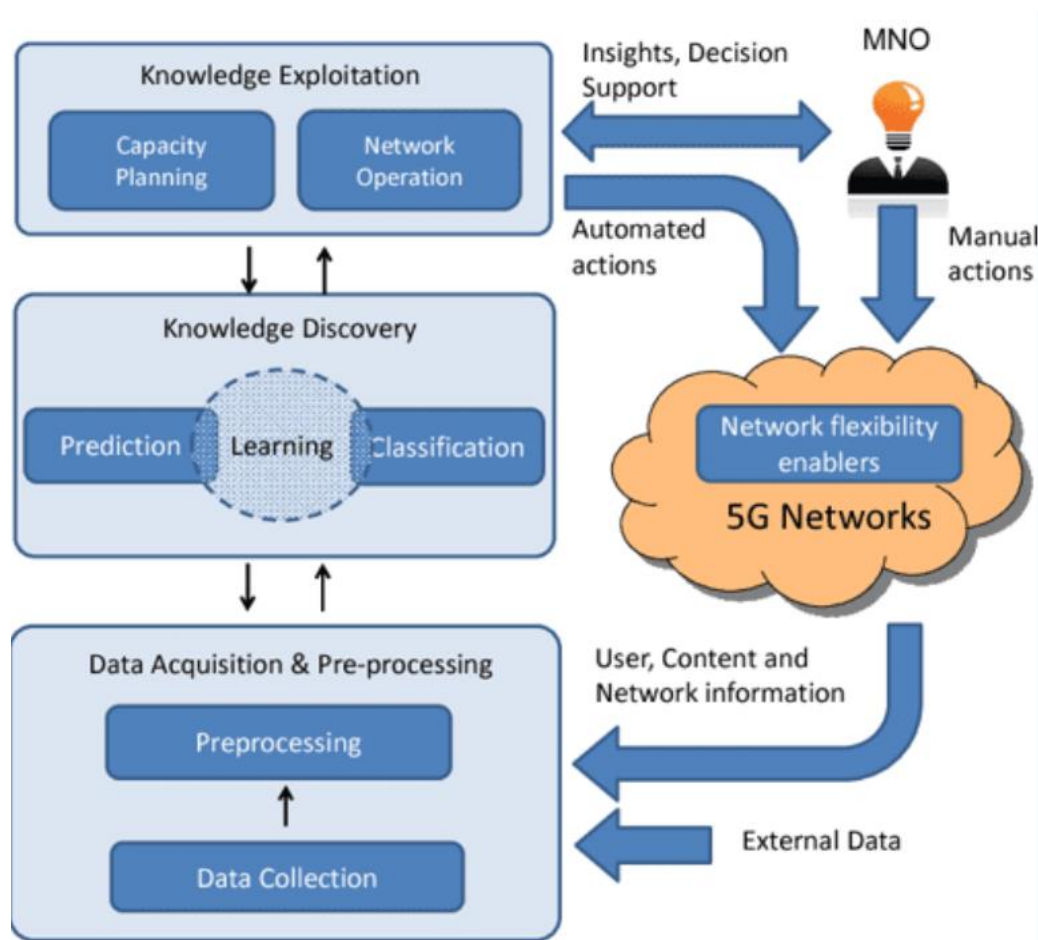 Knowledge Exploitation
Capacity
Planning
Network
Operation
Insights, Decision
Support
MNO
Automated
actions
Manual
actions
Knowledge Discovery
Prediction
Learning
Classification
Network flexibility
enablers
5G Networks
Data Acquisition & Pre-processing
Preprocessing
Data Collection
User, Content and
Network information
External Data